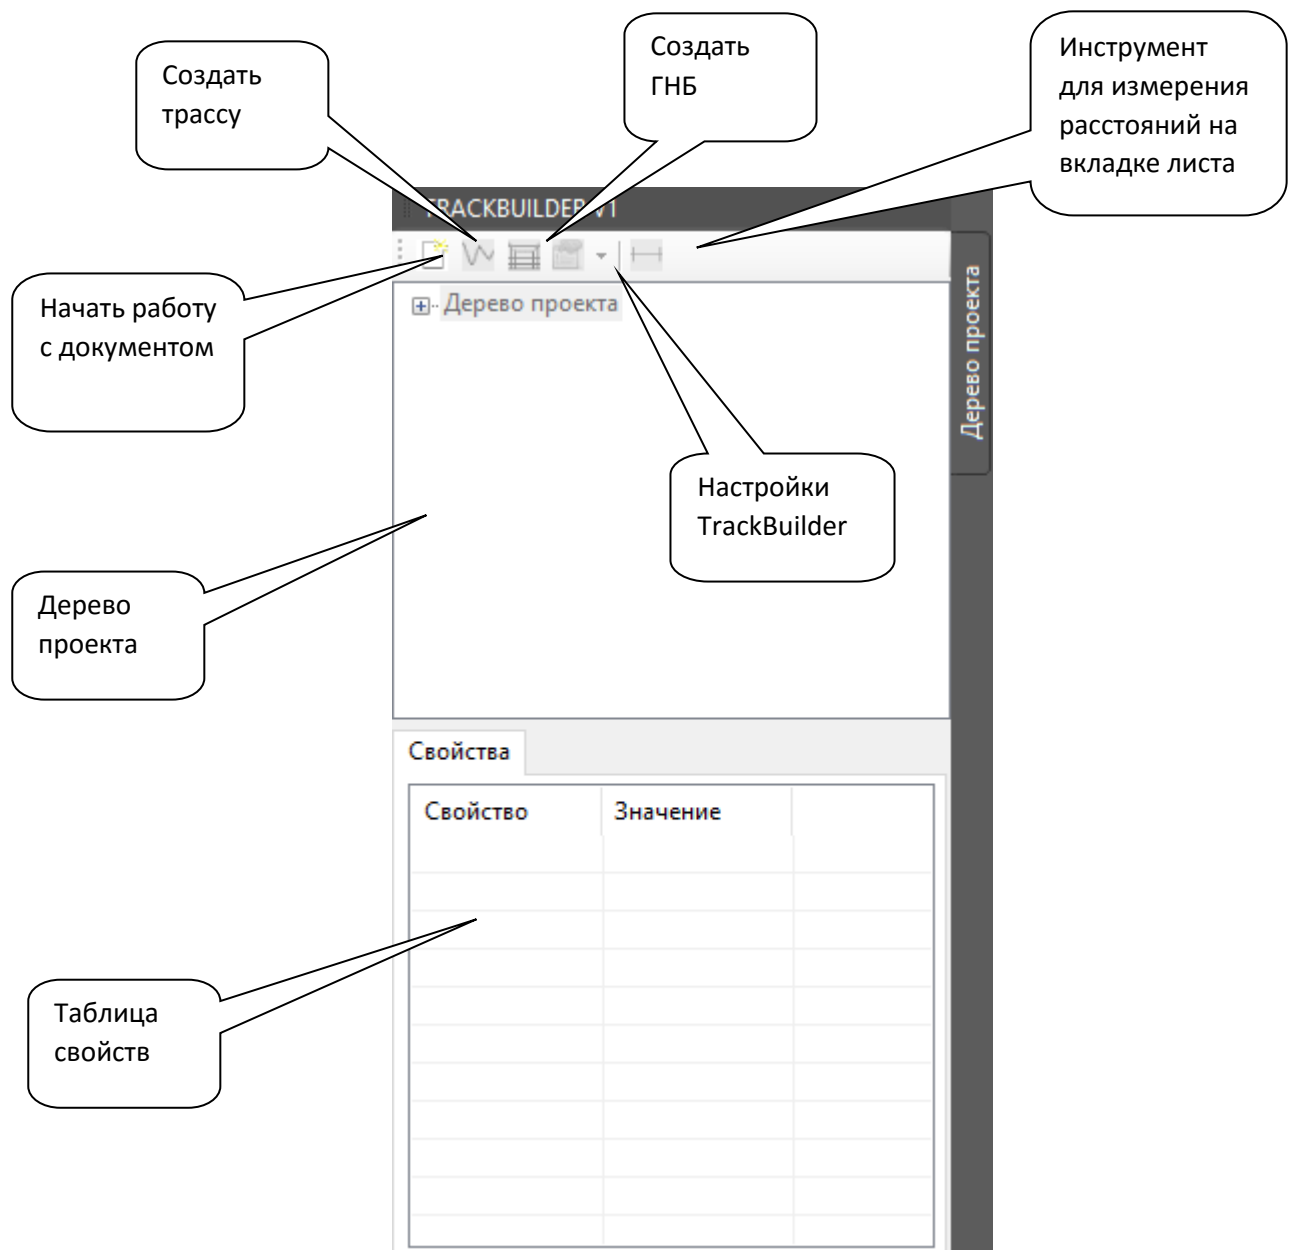 Создать
трассу
Создать
ГНБ
Инструмент
для измерения
расстояний на
вкладке листа
TRACKBUILDER V1
Начать работу
с документом
Дерево проекта
Дерево проекта
Настройки
TrackBuilder
Дерево
проекта
Свойства
Свойство Значение
Таблица
свойств